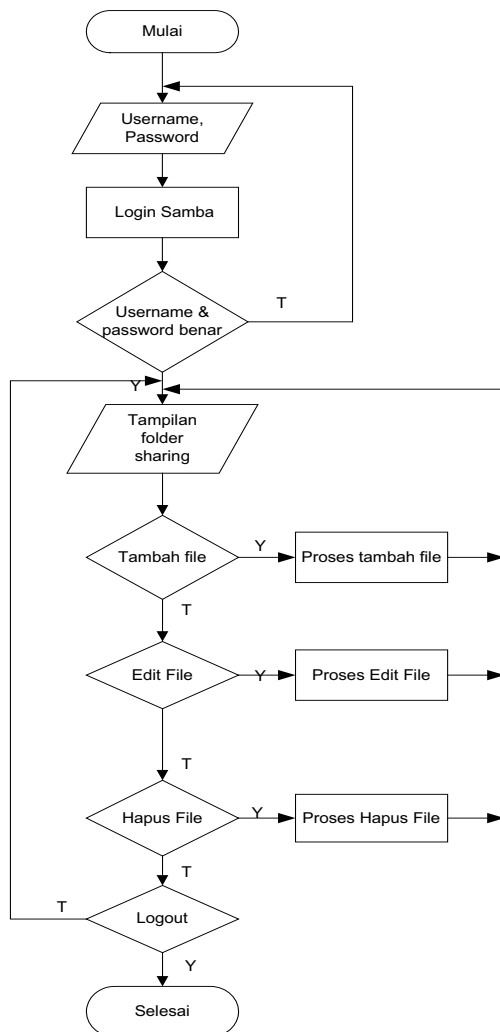 Mulai
Username,
Password
Login Samba
Username &
password benar
T
Y
Tampilan
folder
sharing
Tambah file
Y
Proses tambah file
T
Edit File
Y
Proses Edit File
T
Hapus File
Y
Proses Hapus File
T
T
Logout
Y
Selesai